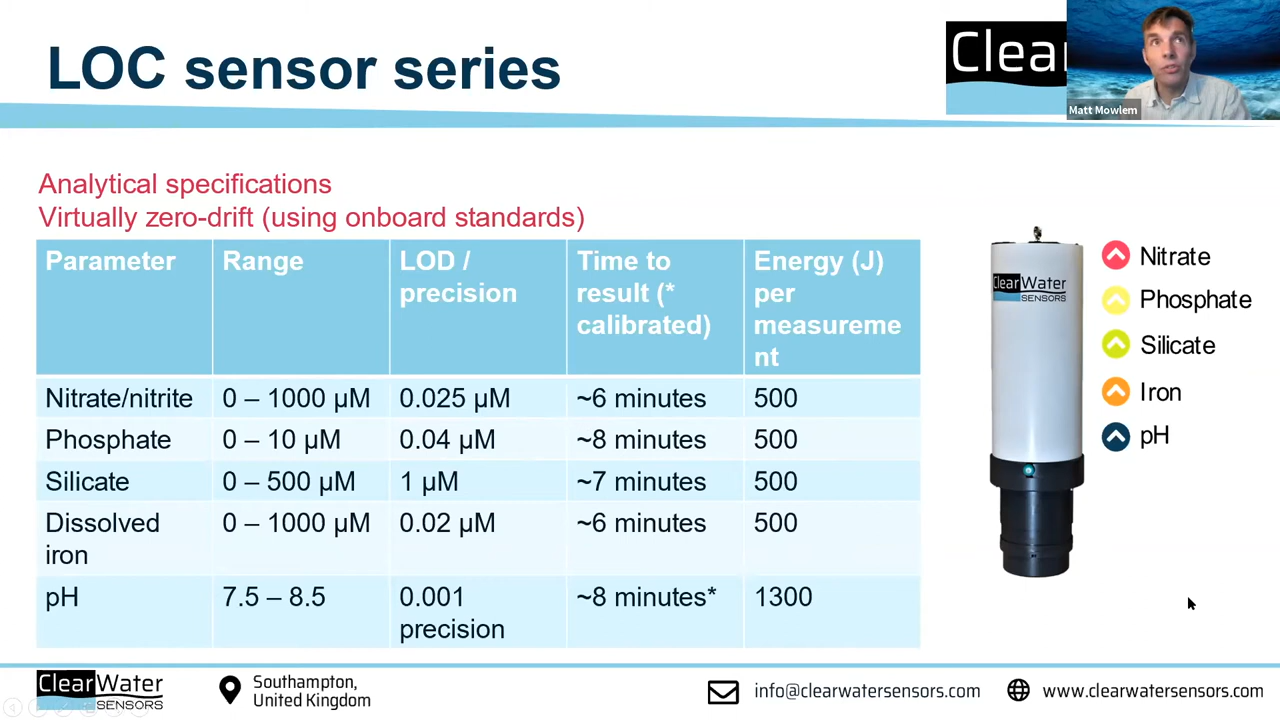 LOC sensor series
Clea
Matt Mowlem
Analytical specifications
Virtually zero-drift (using onboard standards)
Parameter
Range
LOD /
precision
Time to
result (*
calibrated)
Energy (J)
per
measureme
nt
Nitrate/nitrite
0 – 1000 µM
0.025 µM
~6 minutes
500
Phosphate
0 – 10 µM
0.04 µM
~8 minutes
500
Silicate
0 – 500 µM
1 µM
~7 minutes
500
Dissolved
iron
0 – 1000 µM
0.02 µM
~6 minutes
500
pH
7.5 – 8.5
0.001
precision
~8 minutes*
1300
ClearWater
SENSORS
Nitrate
Phosphate
Silicate
Iron
pH
ClearWater
SENSORS
Southampton,
United Kingdom
info@clearwatersensors.com
www.clearwatersensors.com